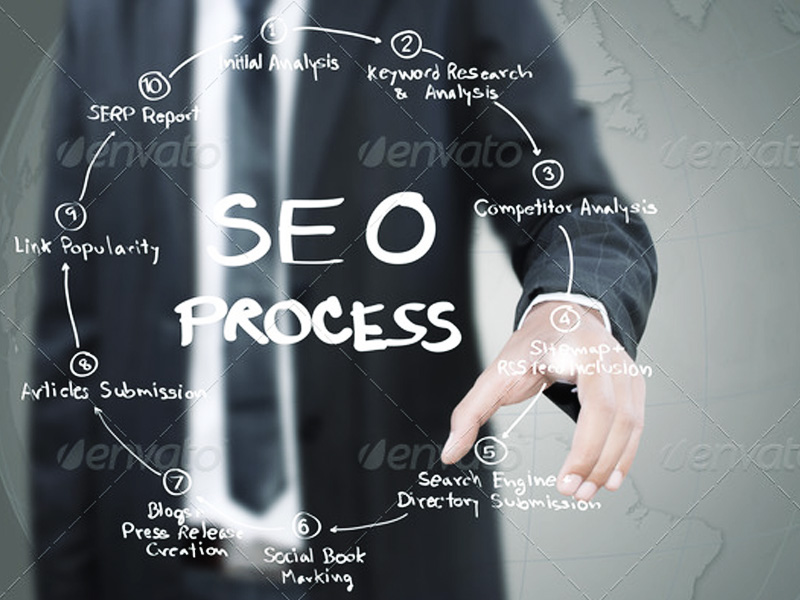 SEO
PROCESS
1
Initial Analysis
2
Keyword Research
& Analysis
3
Competitor Analysis
4
Sitemap +
RSS feed Inclusion
5
Search Engine +
Directory Submission
6
Social Book
Marking
7
Blogs +
Press Release
Creation
8
Articles Submission
9
Link Popularity
10
SERP Report
envato
envato
envato
envato
envato
envato